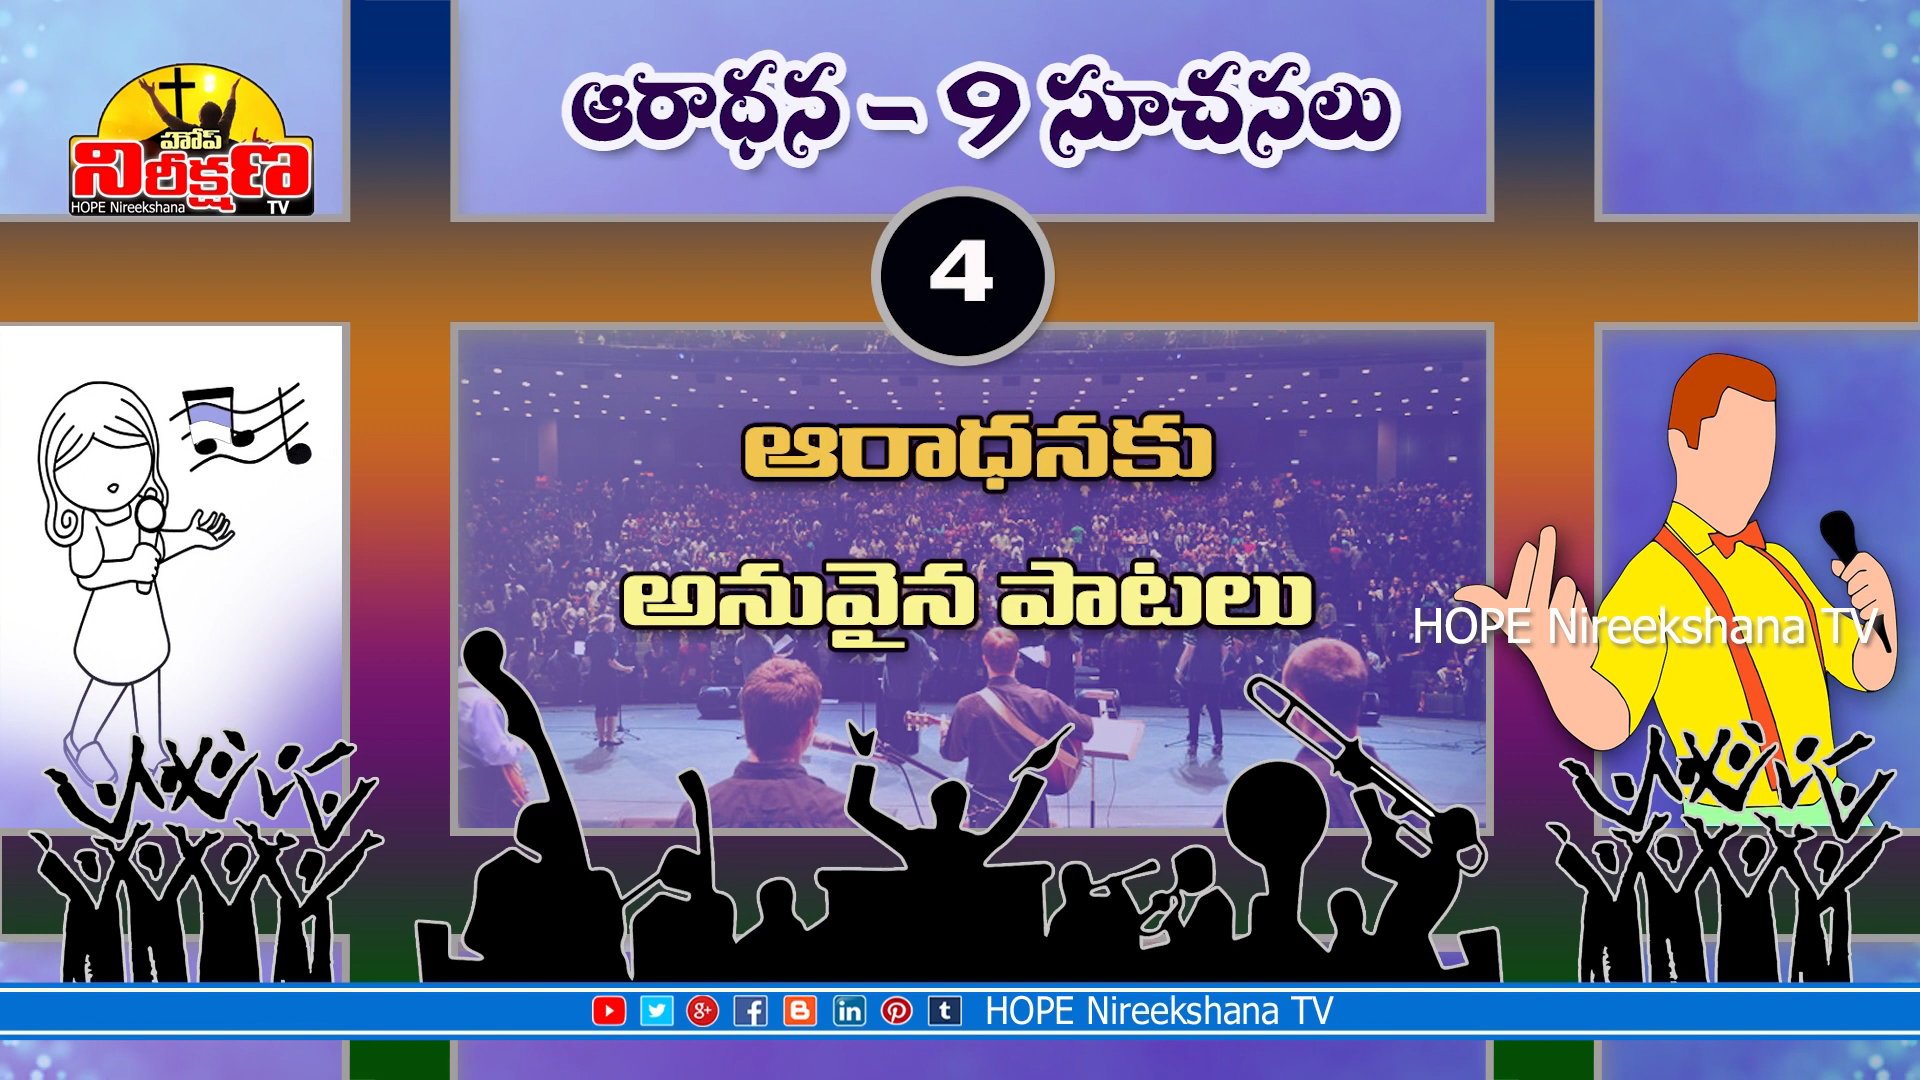 ఆరాధన - 9 సూచనలు
హోప్
నిరీక్షణ
HOPE Nireekshana TV
4
ఆరాధనకు
అనువైన పాటలు
HOPE Nireekshana TV
HOPE Nireekshana TV